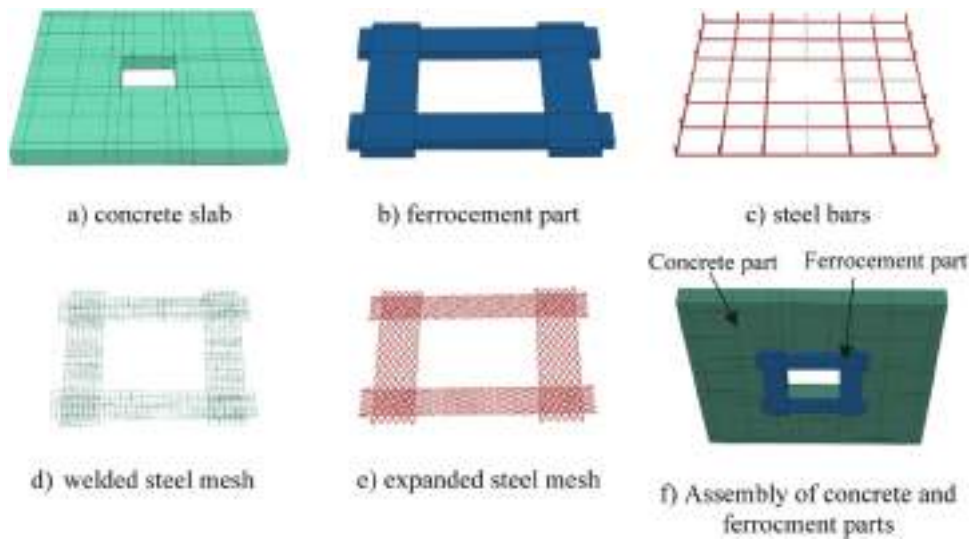 a) concrete slab
b) ferrocement part
c) steel bars
Concrete part
Ferrocement part
d) welded steel mesh
e) expanded steel mesh
f) Assembly of concrete and
ferrocment parts